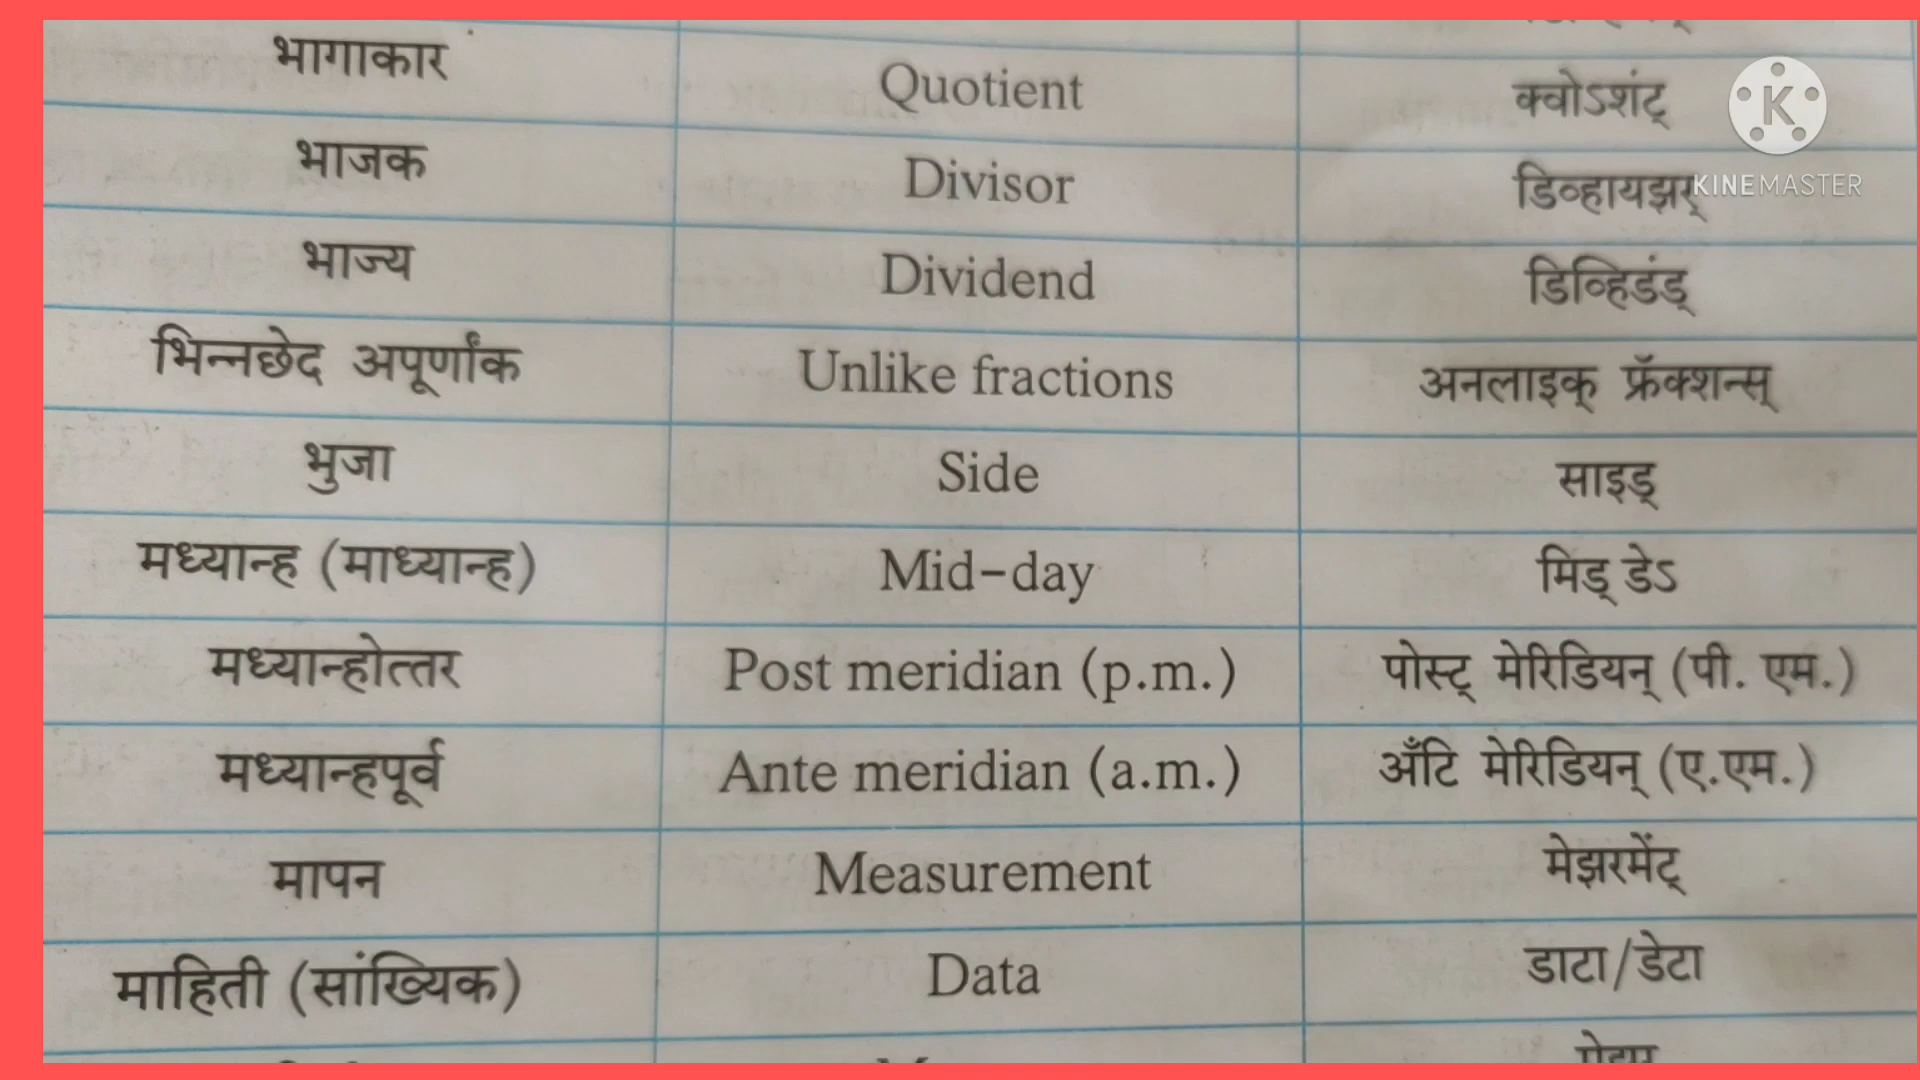 भागाकार Quotient क्वोऽशंट्
भाजक Divisor डिव्हायझर्
भाज्य Dividend डिव्हिडंड्
भिन्नछेद अपूर्णांक Unlike fractions अनलाइक् फ्रॅक्शन्स्
भुजा Side साइड्
मध्यान्ह (माध्यान्ह) Mid-day मिड् डेऽ
मध्यान्होत्तर Post meridian (p.m.) पोस्ट् मेरिडियन् (पी. एम.)
मध्यान्हपूर्व Ante meridian (a.m.) अँटि मेरिडियन् (ए.एम.)
मापन Measurement मेझरमेंट्
माहिती (सांख्यिक) Data डाटा/डेटा
K
KINEMASTER